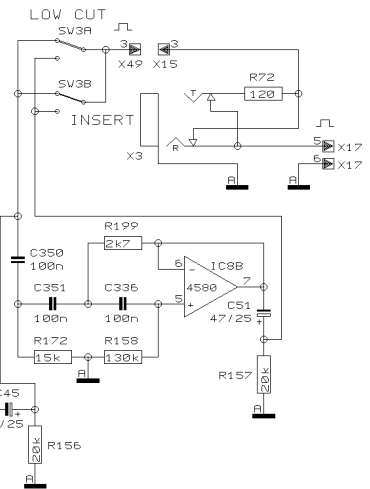 LOW CUT
SW3A
3
3
X49
X15
R72
SW3B
T
120
INSERT
5
X17
X3
R
6
X17
A
A
R199
2k7
C350
100n
6
IC8B
-
7
C351
C336
4580
5
+
C51
100n
100n
47/25
+
R172
R158
15k
130k
A
R157
20k
C45
+
/25
A
20k
R156
A